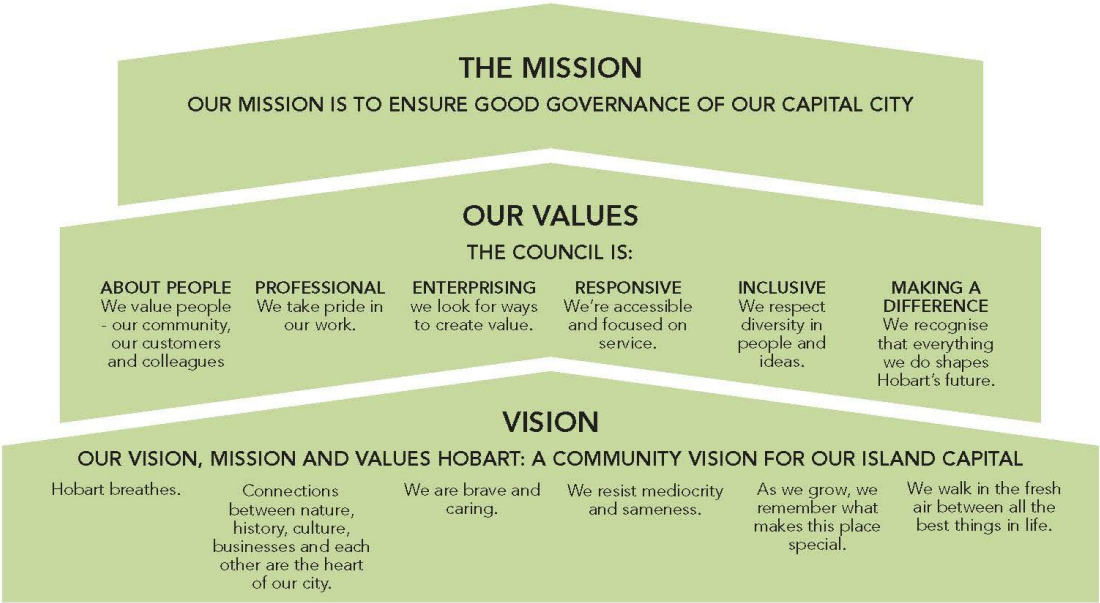 THE MISSION
OUR MISSION IS TO ENSURE GOOD GOVERNANCE OF OUR CAPITAL CITY
OUR VALUES
THE COUNCIL IS:
ABOUT PEOPLE
We value people
- our community,
our customers
and colleagues
PROFESSIONAL
We take pride in
our work.
ENTERPRISING
we look for ways
to create value.
RESPONSIVE
We're accessible
and focused on
service.
INCLUSIVE
We respect
diversity in
people and
ideas.
MAKING A
DIFFERENCE
We recognise
that everything
we do shapes
Hobart's future.
VISION
OUR VISION, MISSION AND VALUES HOBART: A COMMUNITY VISION FOR OUR ISLAND CAPITAL
Hobart breathes.
Connections
between nature,
history, culture,
businesses and each
other are the heart
of our city.
We are brave and
caring.
We resist mediocrity
and sameness.
As we grow, we
remember what
makes this place
special.
We walk in the fresh
air between all the
best things in life.